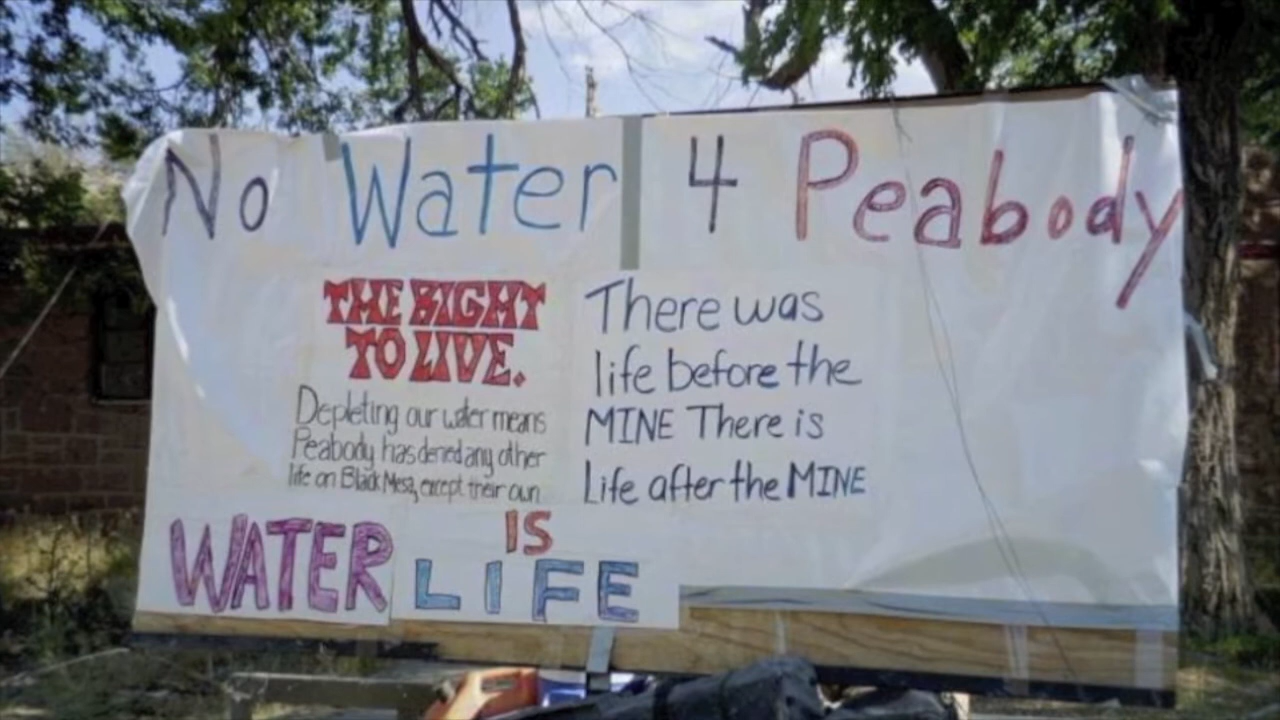 No Water 4 Peabody
THE RIGHT
TO LIVE.
Depleting our water means
Peabody has denied any other
life on Black Mesa, except their own
There was
life before the
MINE There is
Life after the MINE
WATER IS LIFE